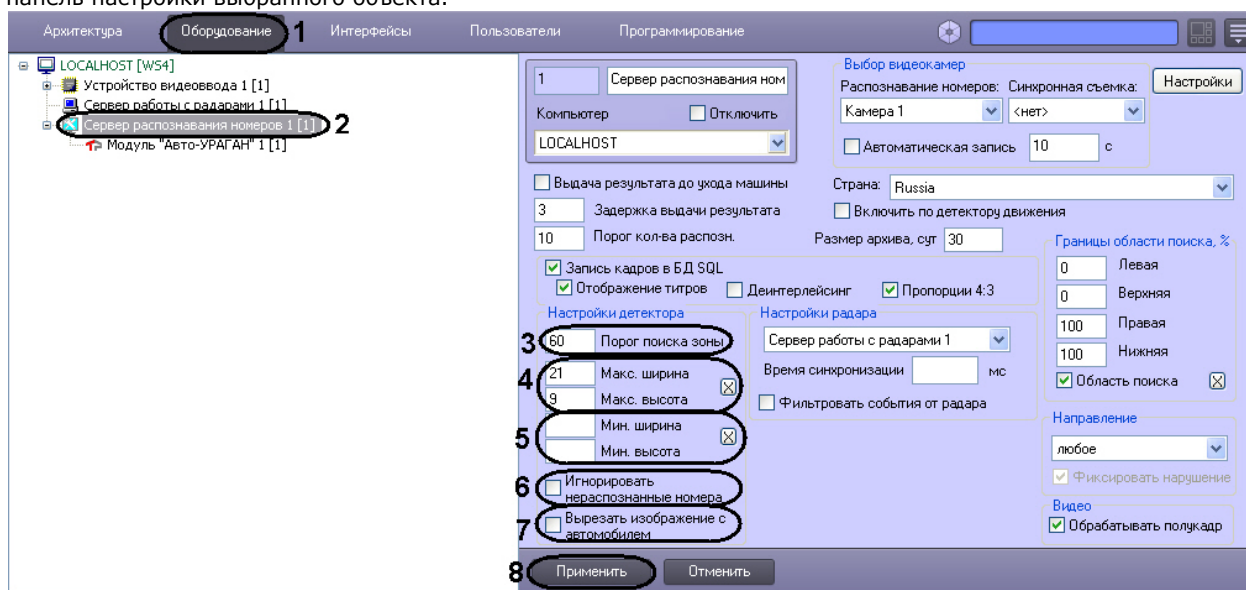 панель настройки выбранного объекта.
Архитектура Оборудование 1 Интерфейсы Пользователи Программирование
LOCALHOST [WS4]
Устройство видеоввода 1 [1]
Сервер работы с радарами 1 [1]
Сервер распознавания номеров 1 [1] 2
Модуль "Авто-УРАГАН" 1 [1]
1 Сервер распознавания ном
Компьютер Отключить
LOCALHOST
Выбор видеокамер
Распознавание номеров: Синхронная съемка: Настройки
Камера 1 <нет>
Автоматическая запись 10 с
Выдача результата до ухода машины
3 Задержка выдачи результата
10 Порог кол-ва распозн.
Страна: Russia
Включить по детектору движения
Размер архива, сут 30
Запись кадров в БД SQL
Отображение титров Деинтерлейсинг Пропорции 4:3
Границы области поиска, %
0 Левая
0 Верхняя
100 Правая
100 Нижняя
Область поиска
Настройки детектора
3 60 Порог поиска зоны
4 21 Макс. ширина
9 Макс. высота
5 Мин. ширина
Мин. высота
6 Игнорировать
нераспознанные номера
7 Вырезать изображение с
автомобилем
Настройки радара
Сервер работы с радарами 1
Время синхронизации мс
Фильтровать события от радара
Направление
любое
Фиксировать нарушение
Видео
Обрабатывать полукадр
8 Применить Отменить